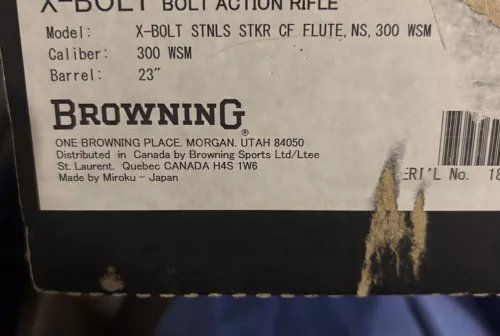 X-BOLT BOLT ACTION RIFLE
Model: X-BOLT STNLS STKR CF FLUTE, NS, 300 WSM
Caliber: 300 WSM
Barrel: 23"
BROWNING®
ONE BROWNING PLACE. MORGAN. UTAH 84050
Distributed in Canada by Browning Sports Ltd/Ltee
St. Laurent. Quebec CANADA H4S 1W6
Made by Miroku - Japan
No. 18